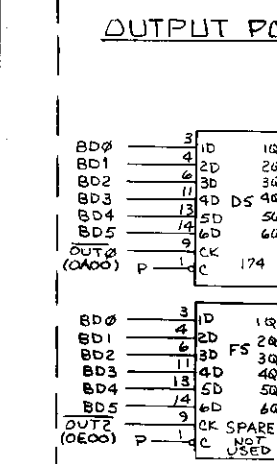 OUTPUT PO
BDØ 3 1D 1Q
BD1 4 2D 2Q
BD2 6 3D 3Q
BD3 11 4D D5 4Q
BD4 13 5D 5Q
BD5 14 6D 6Q
OUTØ 9 CK
(0A00) P 1 C 174
BDØ 3 1D 1Q
BD1 4 2D 2Q
BD2 6 3D F5 3Q
BD3 11 4D 4Q
BD4 13 5D 5Q
BD5 14 6D 6Q
OUT2 9 CK SPARE
(0E00) P 1 C NOT
USED